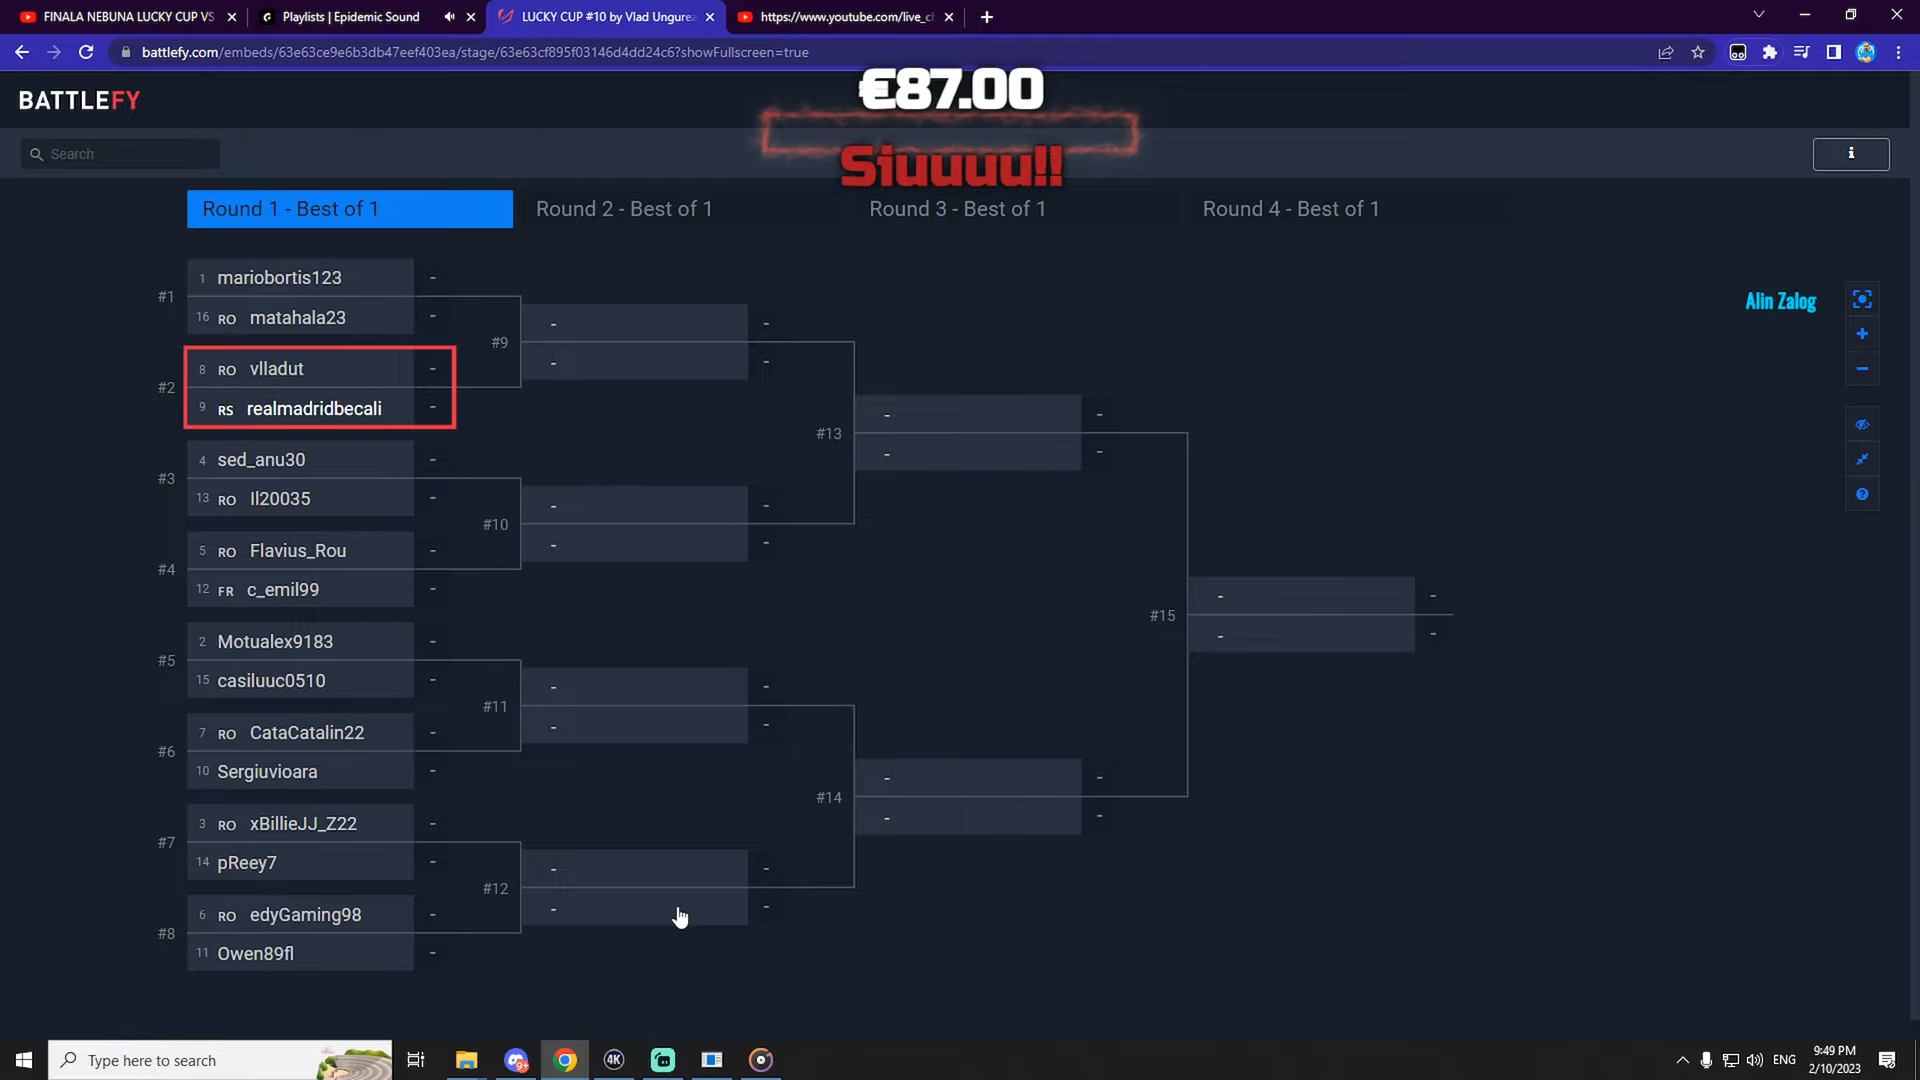 FINALA NEBUNA LUCKY CUP VS
Playlists | Epidemic Sound
LUCKY CUP #10 by Vlad Ungurea
https://www.youtube.com/live_c
battlefy.com/embeds/63e63ce9e6b3db47eef403ea/stage/63e63cf895f03146d4dd24c6?showFullscreen=true
€87.00
BATTLEFY
Siuuuu!!
Search
i
Round 1 - Best of 1
Round 2 - Best of 1
Round 3 - Best of 1
Round 4 - Best of 1
#1
1 mariobortis123 -
16 RO matahala23 -
#2
8 RO vlladut -
9 RS realmadridbecali -
#3
4 sed_anu30 -
13 RO Il20035 -
#4
5 RO Flavius_Rou -
12 FR c_emil99 -
#5
2 Motualex9183 -
15 casiluuc0510 -
#6
7 RO CataCatalin22 -
10 Sergiuvioara -
#7
3 RO xBillieJJ_Z22 -
14 pReey7 -
#8
6 RO edyGaming98 -
11 Owen89fl -
#9
- -
- -
#10
- -
- -
#11
- -
- -
#12
- -
- -
#13
- -
- -
#14
- -
- -
#15
- -
- -
Alin Zalog
Type here to search
9+
4K
ENG
9:49 PM
2/10/2023